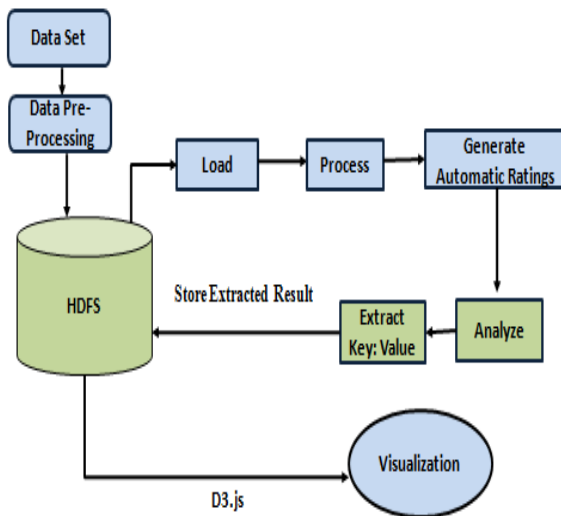 Data Set
Data Pre-
Processing
Load
Process
Generate
Automatic Ratings
HDFS
Store Extracted Result
Extract
Key: Value
Analyze
Visualization
D3.js